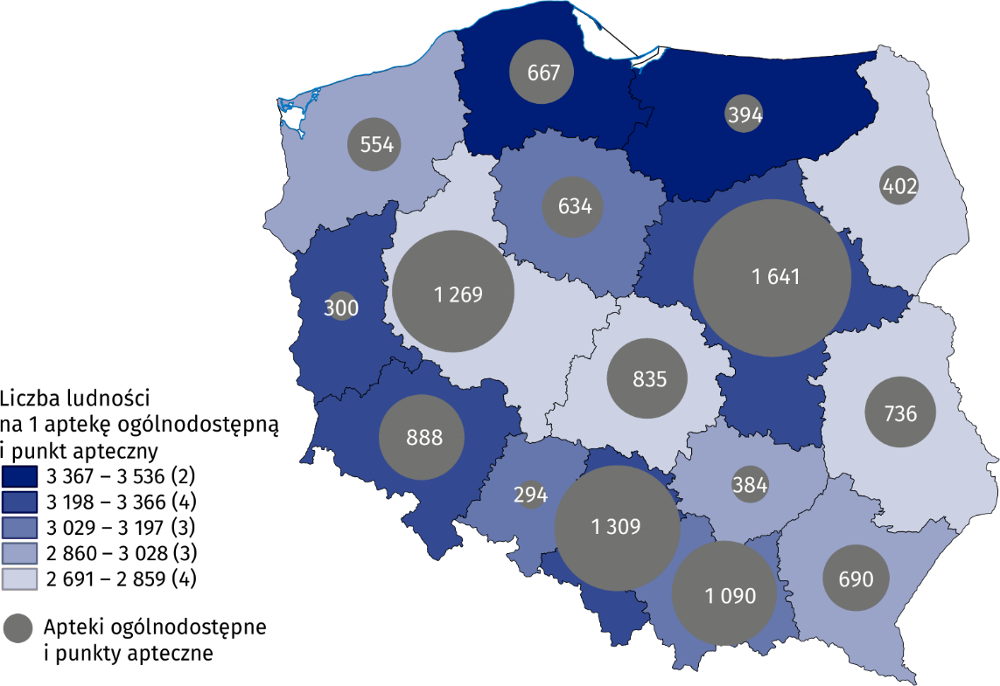 667
394
554
402
634
1 641
1 269
300
835
736
888
384
294
1 309
690
1 090
Liczba ludności
na 1 aptekę ogólnodostępną
i punkt apteczny
3 367 – 3 536 (2)
3 198 – 3 366 (4)
3 029 – 3 197 (3)
2 860 – 3 028 (3)
2 691 – 2 859 (4)
Apteki ogólnodostępne
i punkty apteczne